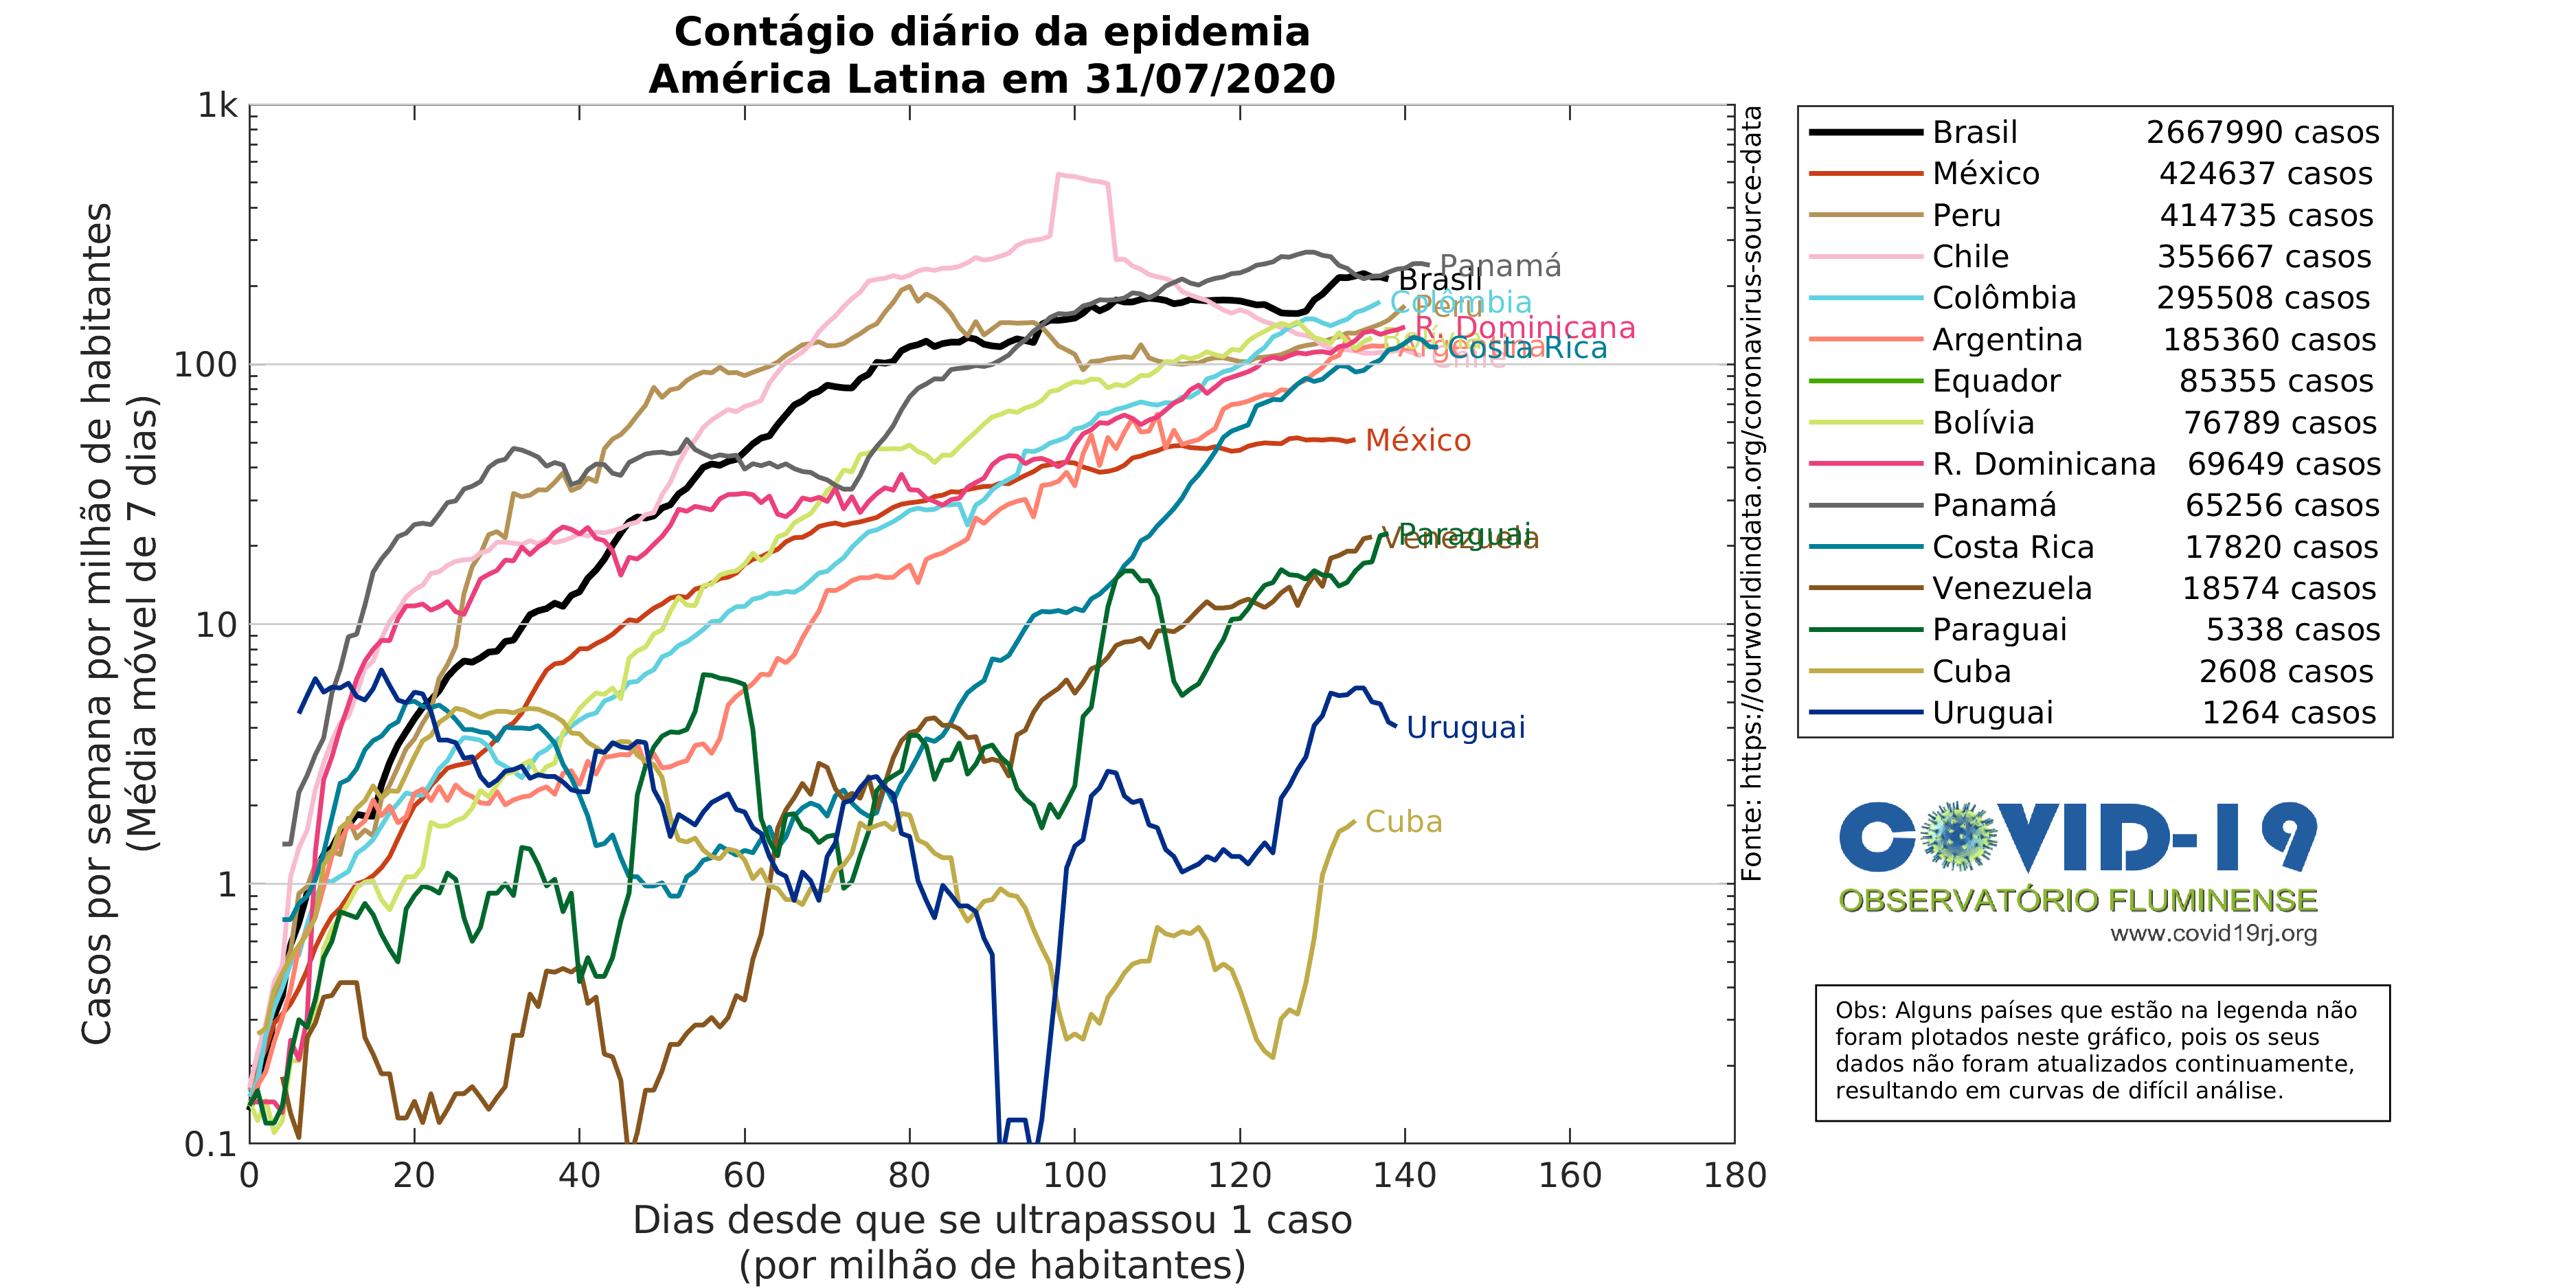 Contágio diário da epidemia
América Latina em 31/07/2020
Casos por semana por milhão de habitantes
(Média móvel de 7 dias)
1k
100
10
1
0.1
0
20
40
60
80
100
120
140
160
180
Dias desde que se ultrapassou 1 caso
(por milhão de habitantes)
Panamá
Brasil
Colômbia
Peru
R. Dominicana
Bolívia
Argentina
Costa Rica
Chile
México
Paraguai
Venezuela
Uruguai
Cuba
Fonte: https://ourworldindata.org/coronavirus-source-data
Brasil 2667990 casos
México 424637 casos
Peru 414735 casos
Chile 355667 casos
Colômbia 295508 casos
Argentina 185360 casos
Equador 85355 casos
Bolívia 76789 casos
R. Dominicana 69649 casos
Panamá 65256 casos
Costa Rica 17820 casos
Venezuela 18574 casos
Paraguai 5338 casos
Cuba 2608 casos
Uruguai 1264 casos
COVID-19
OBSERVATÓRIO FLUMINENSE
www.covid19rj.org
Obs: Alguns países que estão na legenda não
foram plotados neste gráfico, pois os seus
dados não foram atualizados continuamente,
resultando em curvas de difícil análise.